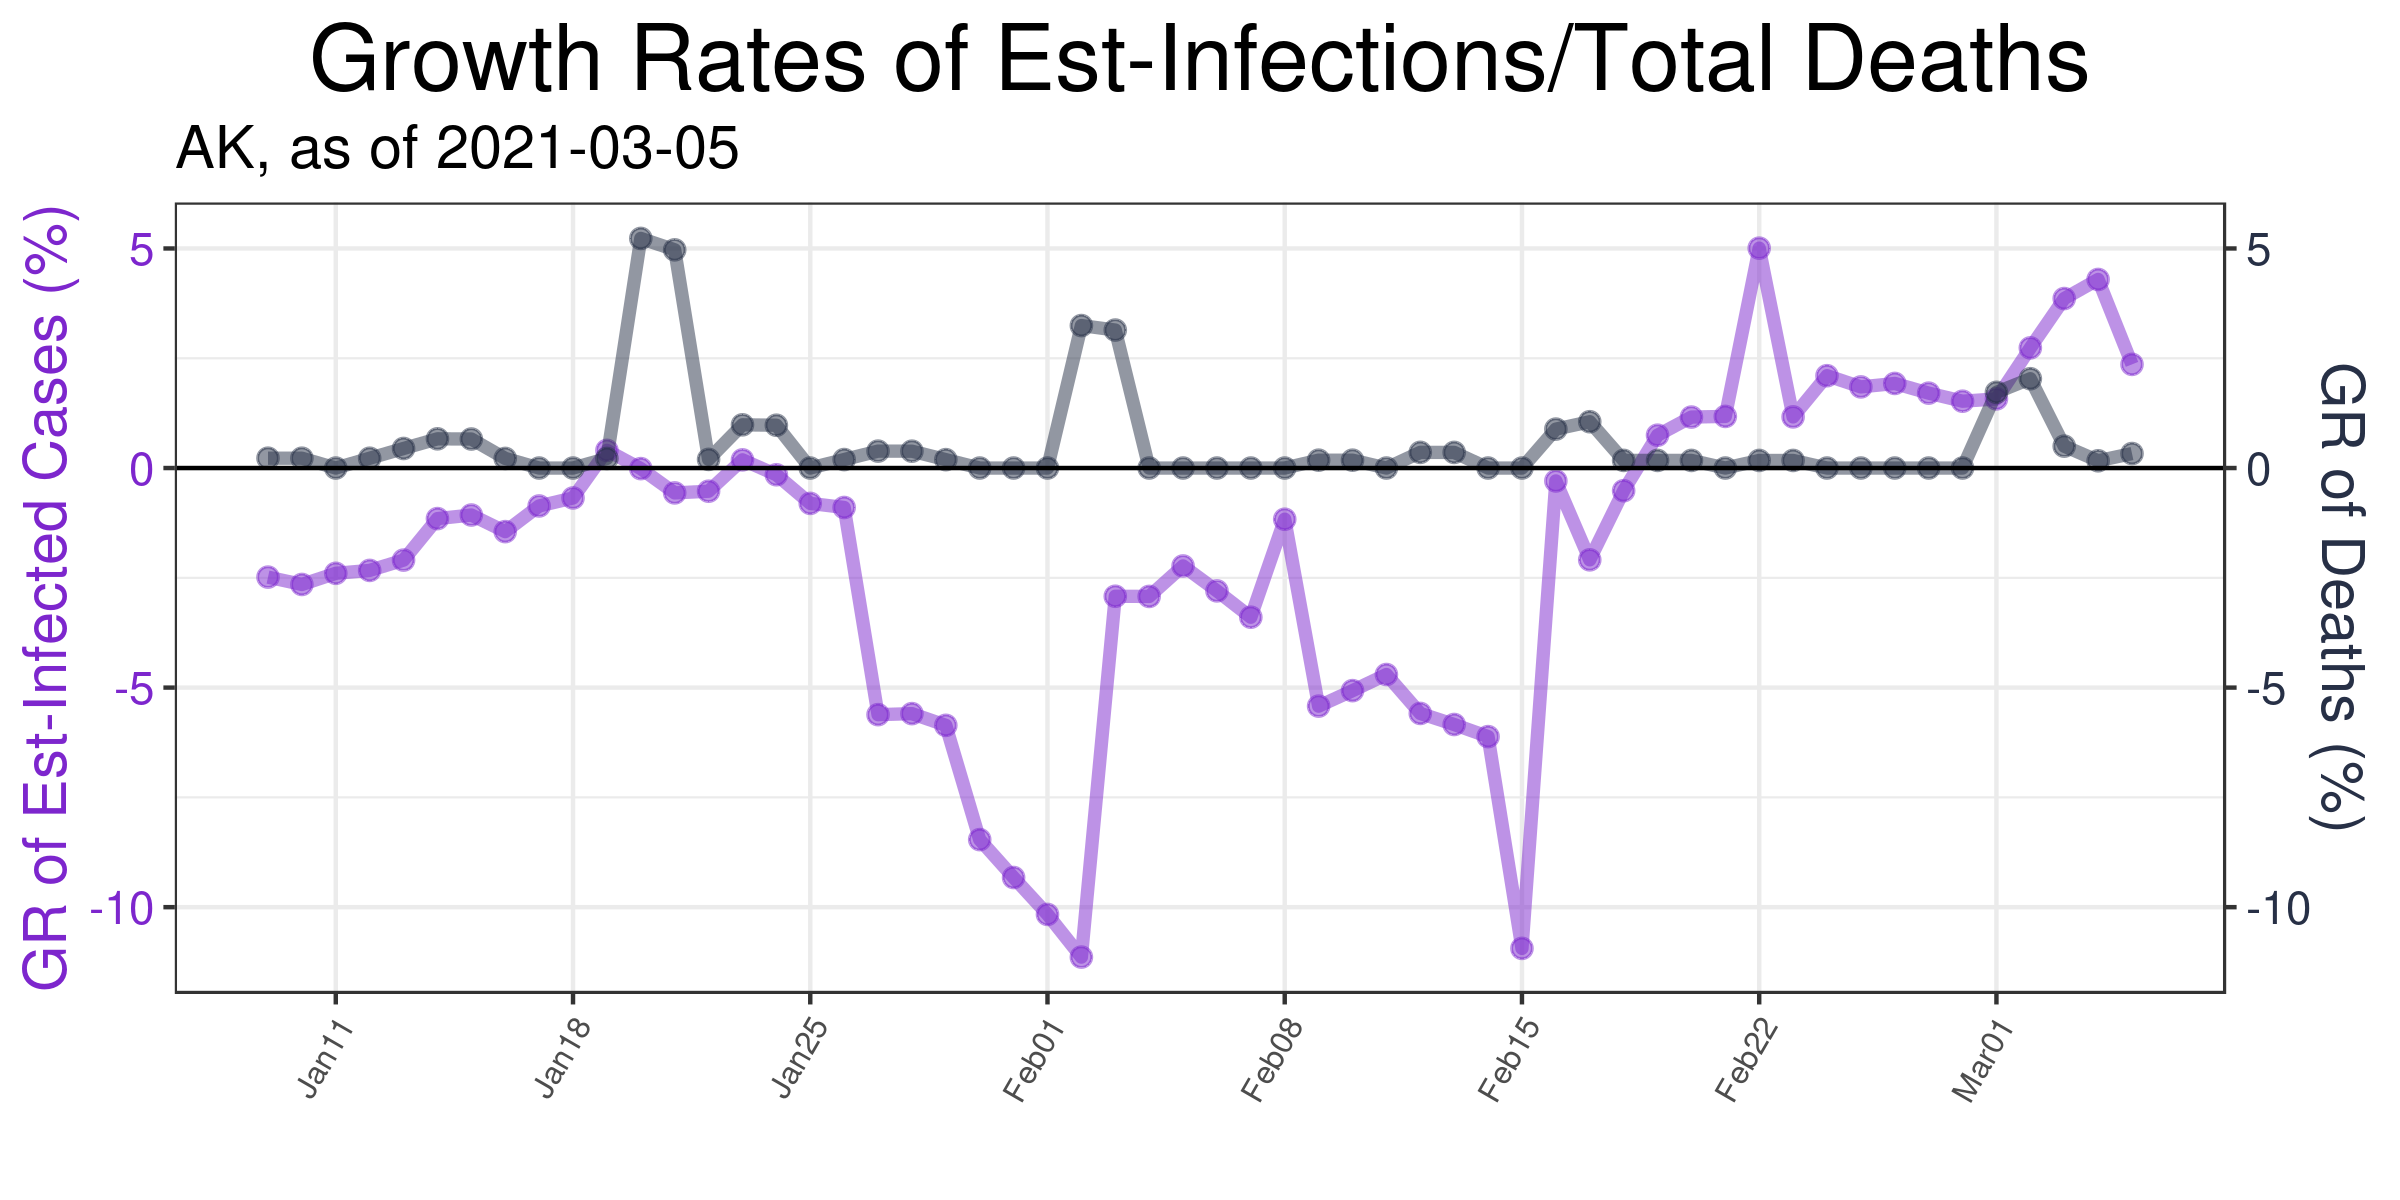 Growth Rates of Est-Infections/Total Deaths
AK, as of 2021-03-05
GR of Est-Infected Cases (%)
5
0
-5
-10
5
0
-5
-10
GR of Deaths (%)
Jan11
Jan18
Jan25
Feb01
Feb08
Feb15
Feb22
Mar01